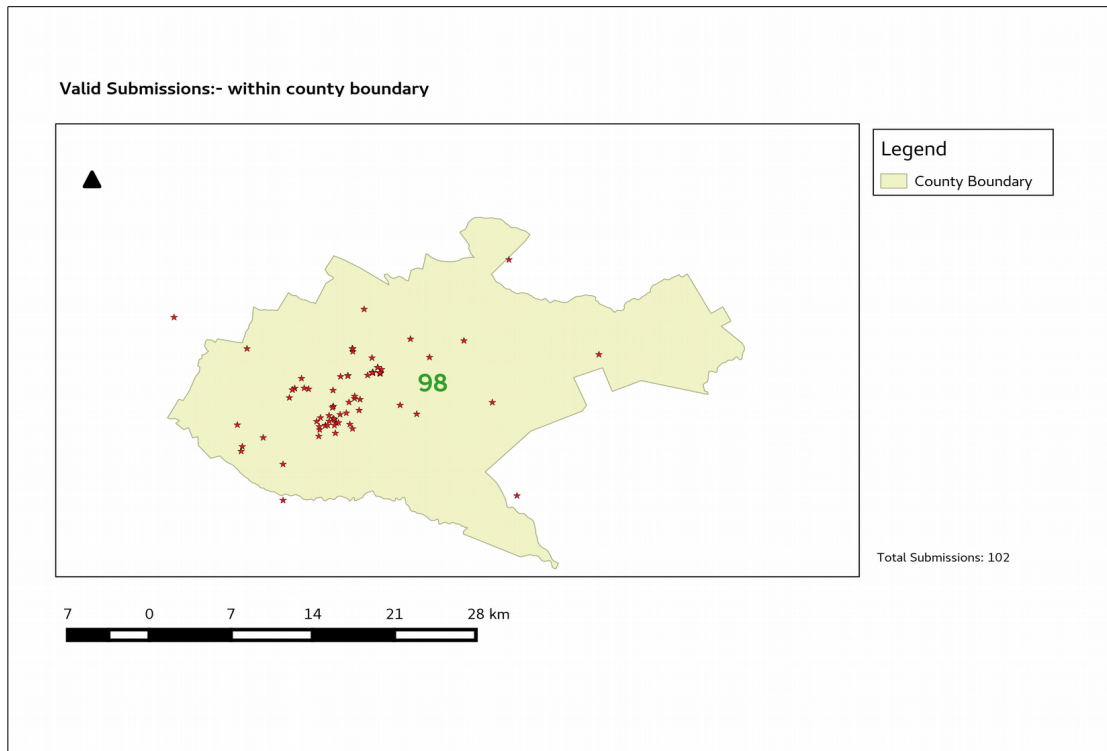 Valid Submissions:- within county boundary
Legend
County Boundary
98
Total Submissions: 102
7 0 7 14 21 28 km